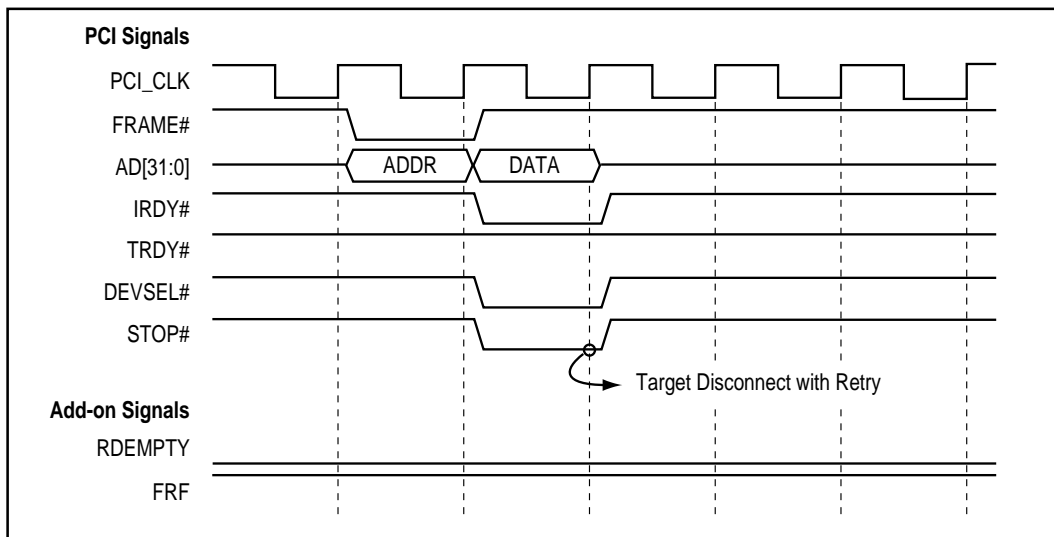 PCI Signals
PCI_CLK
FRAME#
AD[31:0]
ADDR
DATA
IRDY#
TRDY#
DEVSEL#
STOP#
Target Disconnect with Retry
Add-on Signals
RDEMPTY
FRF